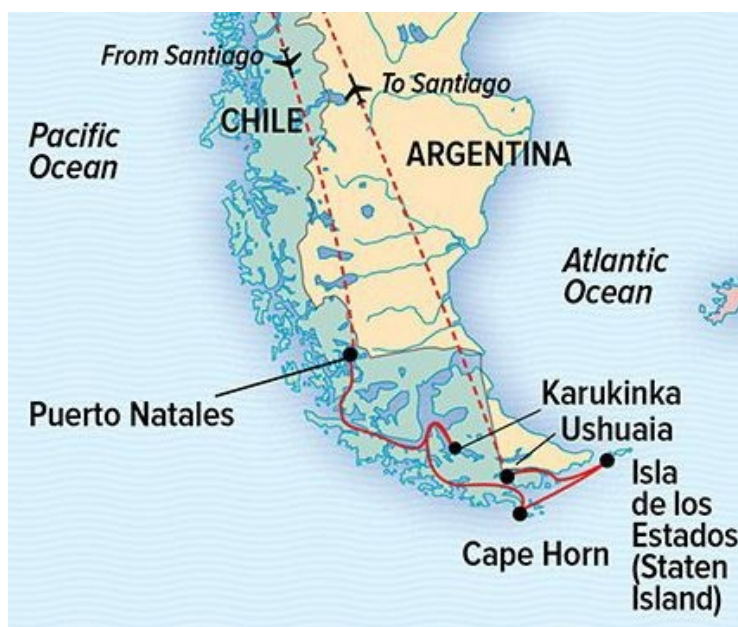 From Santiago
To Santiago
CHILE
Pacific
Ocean
ARGENTINA
Atlantic
Ocean
Karukinka
Puerto Natales
Ushuaia
Isla
de los
Estados
(Staten
Island)
Cape Horn